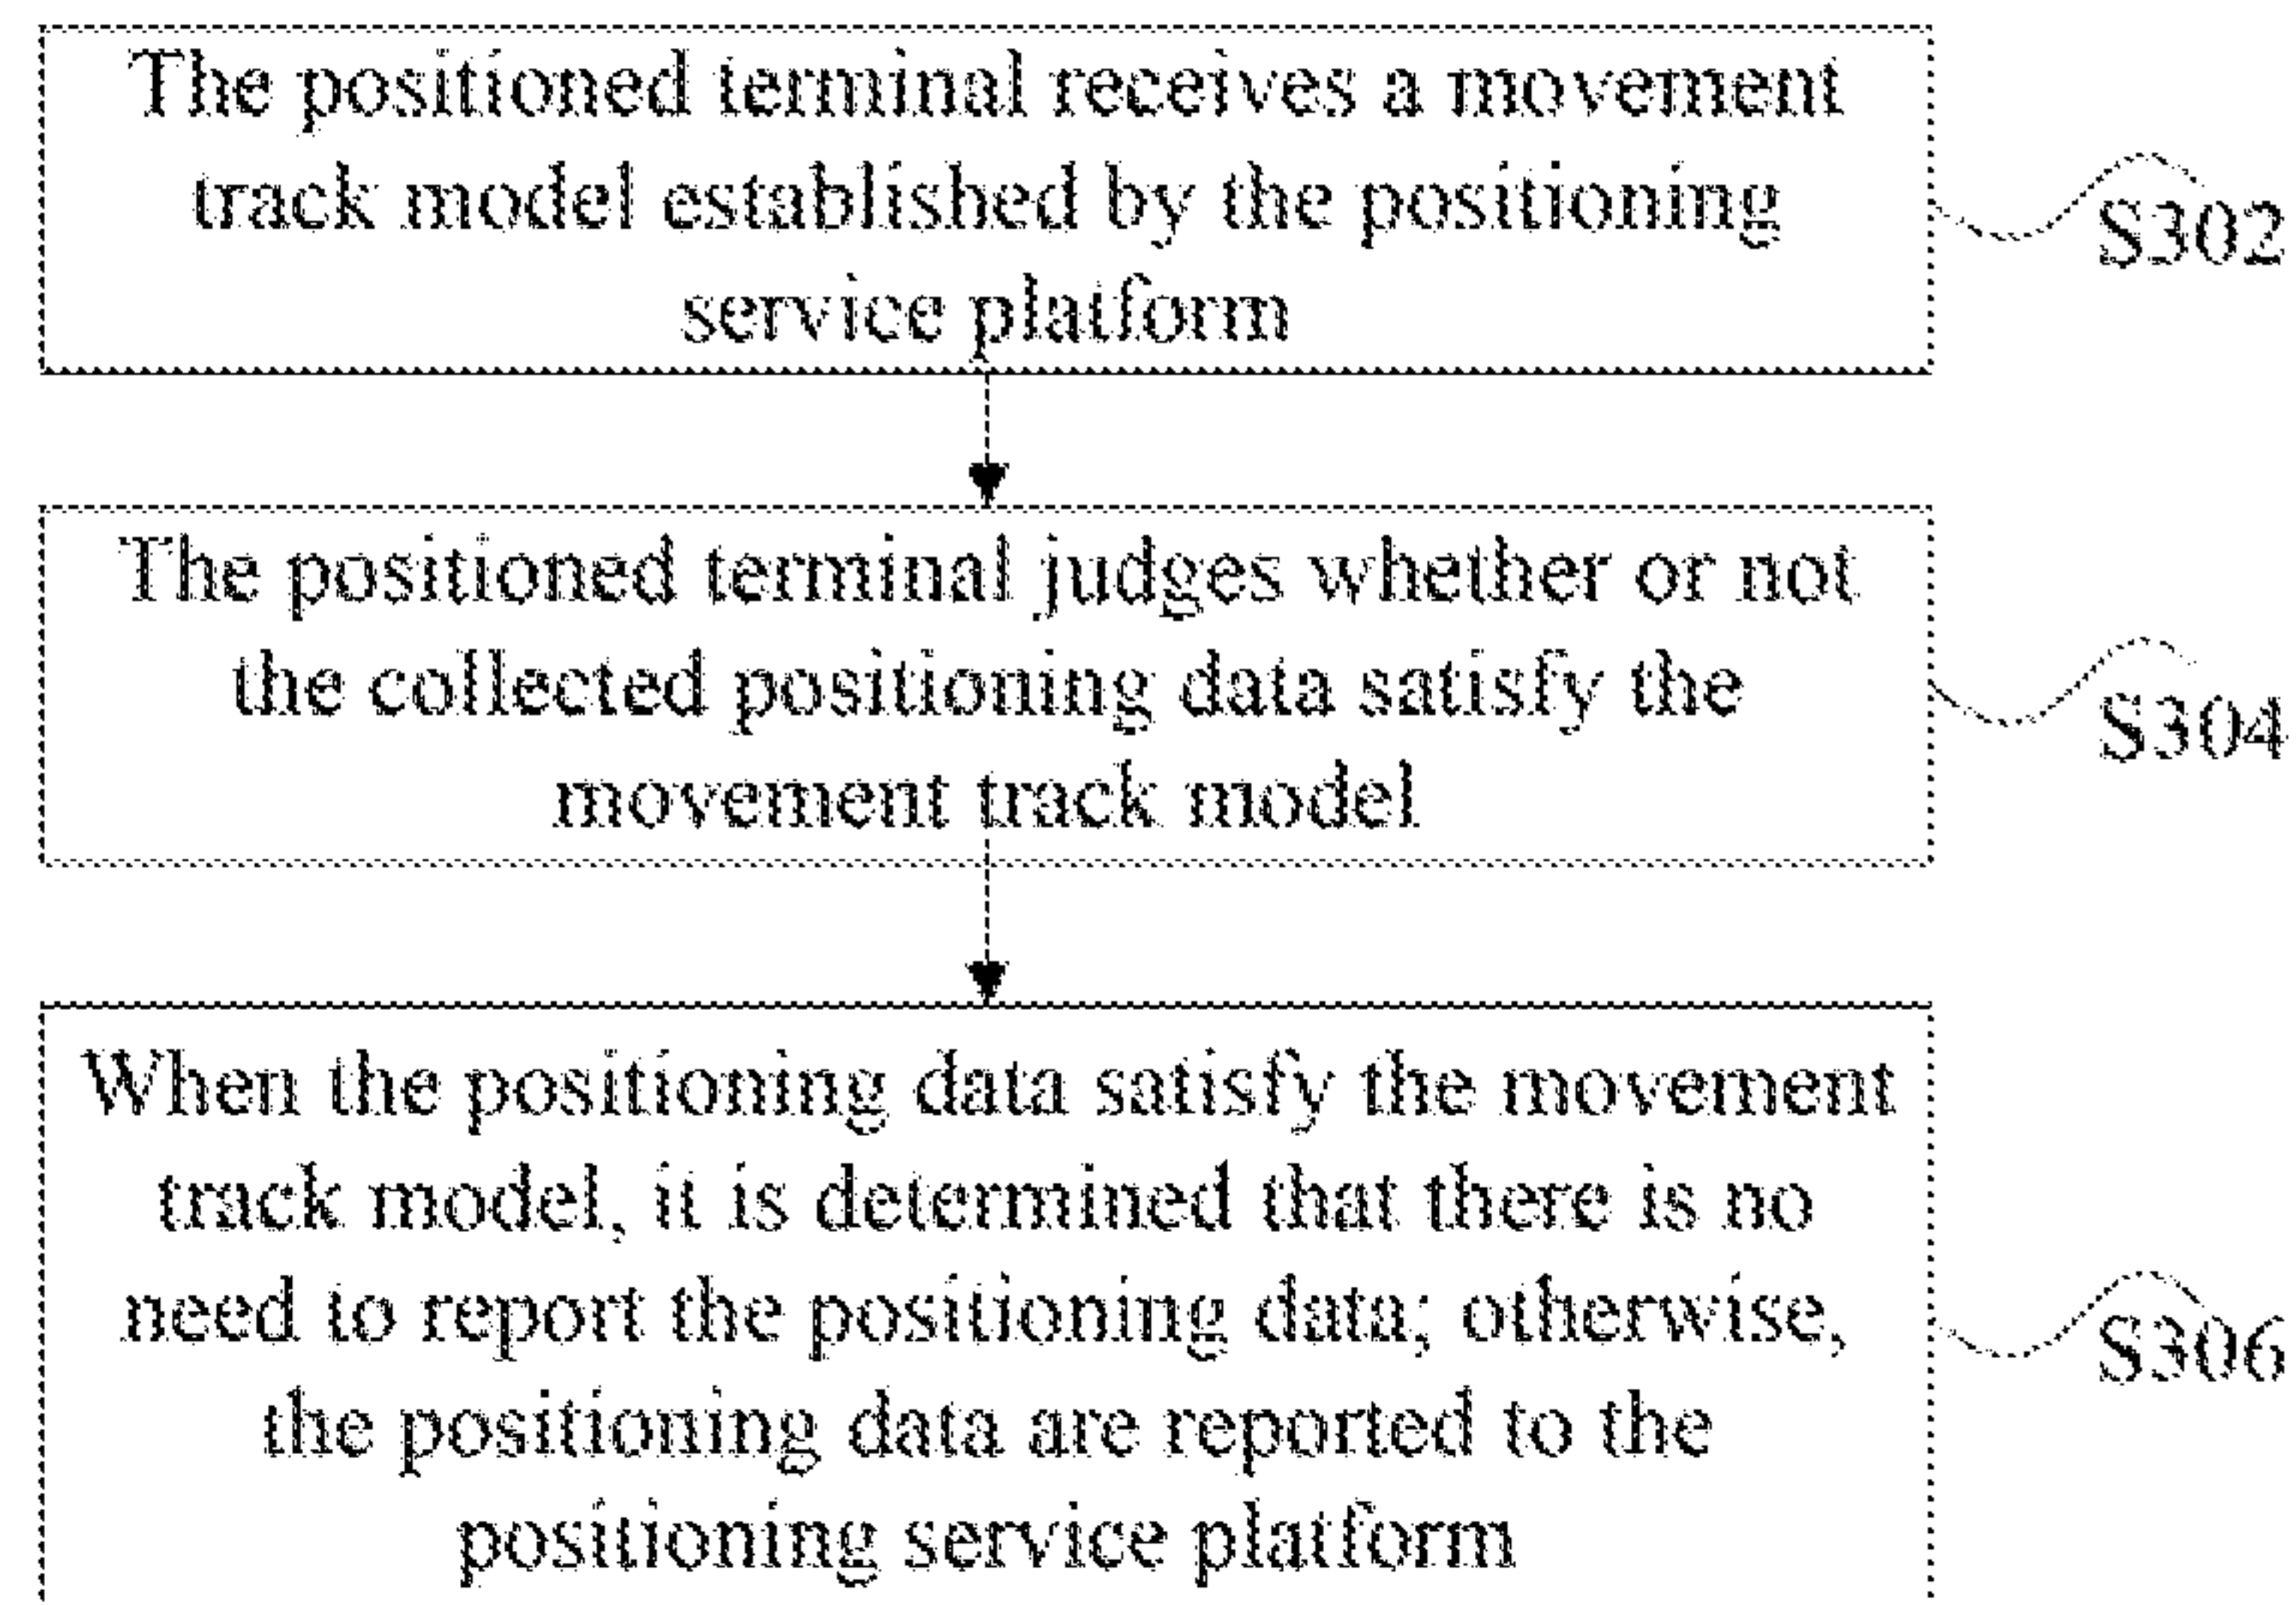 The positioned terminal receives a movement
track model established by the positioning
service platform
S302
The positioned terminal judges whether or not
the collected positioning data satisfy the
movement track model
S304
When the positioning data satisfy the movement
track model, it is determined that there is no
need to report the positioning data; otherwise,
the positioning data are reported to the
positioning service platform
S306